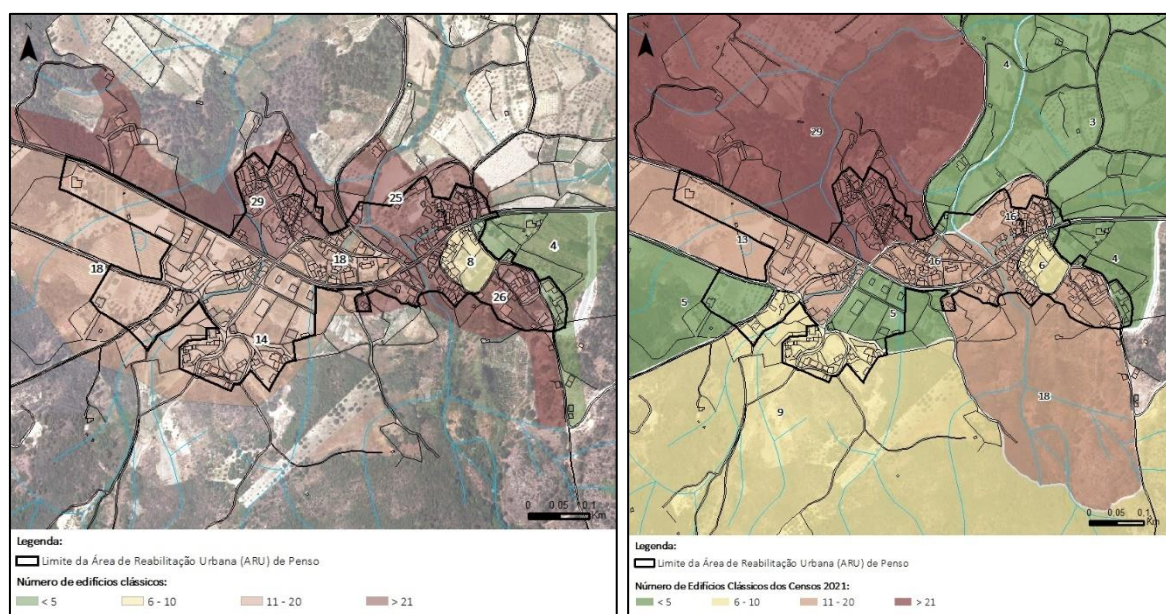 N
29
25
18
4
8
18
26
14
0 0.05 0.1
Km
Legenda:
Limite da Área de Reabilitação Urbana (ARU) de Penso
Número de edifícios clássicos:
< 5
6 - 10
11 - 20
> 21
N
4
29
3
16
13
16
6
4
5
5
9
18
0 0.05 0.1
Km
Legenda:
Limite da Área de Reabilitação Urbana (ARU) de Penso
Número de Edifícios Clássicos dos Censos 2021:
< 5
6 - 10
11 - 20
> 21